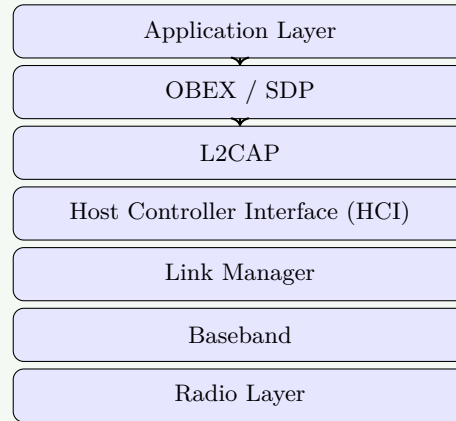 Application Layer
OBEX / SDP
L2CAP
Host Controller Interface (HCI)
Link Manager
Baseband
Radio Layer